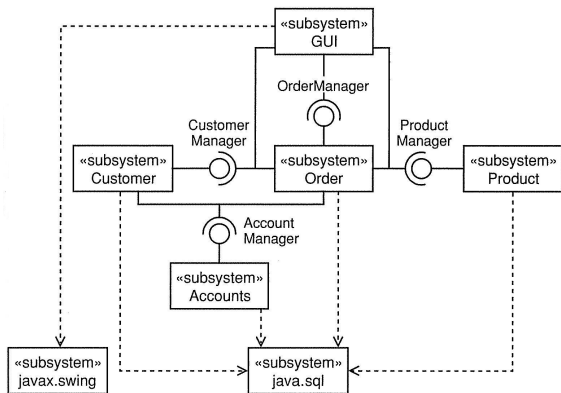 «subsystem»
GUI
OrderManager
Customer
Manager
Product
Manager
«subsystem»
Customer
«subsystem»
Order
«subsystem»
Product
Account
Manager
«subsystem»
Accounts
«subsystem»
javax.swing
«subsystem»
java.sql